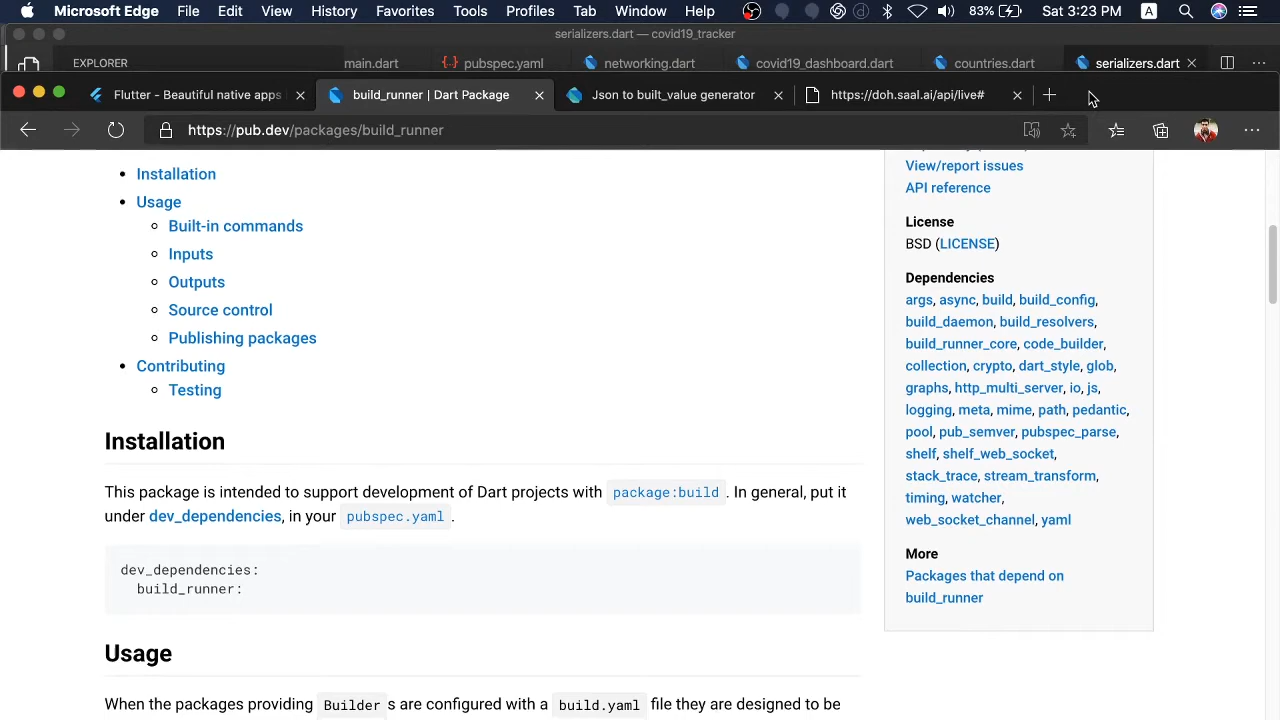 Microsoft Edge File Edit View History Favorites Tools Profiles Tab Window Help 83% Sat 3:23 PM A
serializers.dart — covid19_tracker
EXPLORER main.dart pubspec.yaml networking.dart covid19_dashboard.dart countries.dart serializers.dart
Flutter - Beautiful native apps build_runner | Dart Package Json to built_value generator https://doh.saal.ai/api/live#
https://pub.dev/packages/build_runner
Installation
Usage
Built-in commands
Inputs
Outputs
Source control
Publishing packages
Contributing
Testing
Installation
This package is intended to support development of Dart projects with package:build. In general, put it
under dev_dependencies, in your pubspec.yaml.
dev_dependencies:
build_runner:
Usage
When the packages providing Builders are configured with a build.yaml file they are designed to be
View/report issues
API reference
License
BSD (LICENSE)
Dependencies
args, async, build, build_config,
build_daemon, build_resolvers,
build_runner_core, code_builder,
collection, crypto, dart_style, glob,
graphs, http_multi_server, io, js,
logging, meta, mime, path, pedantic,
pool, pub_semver, pubspec_parse,
shelf, shelf_web_socket,
stack_trace, stream_transform,
timing, watcher,
web_socket_channel, yaml
More
Packages that depend on
build_runner